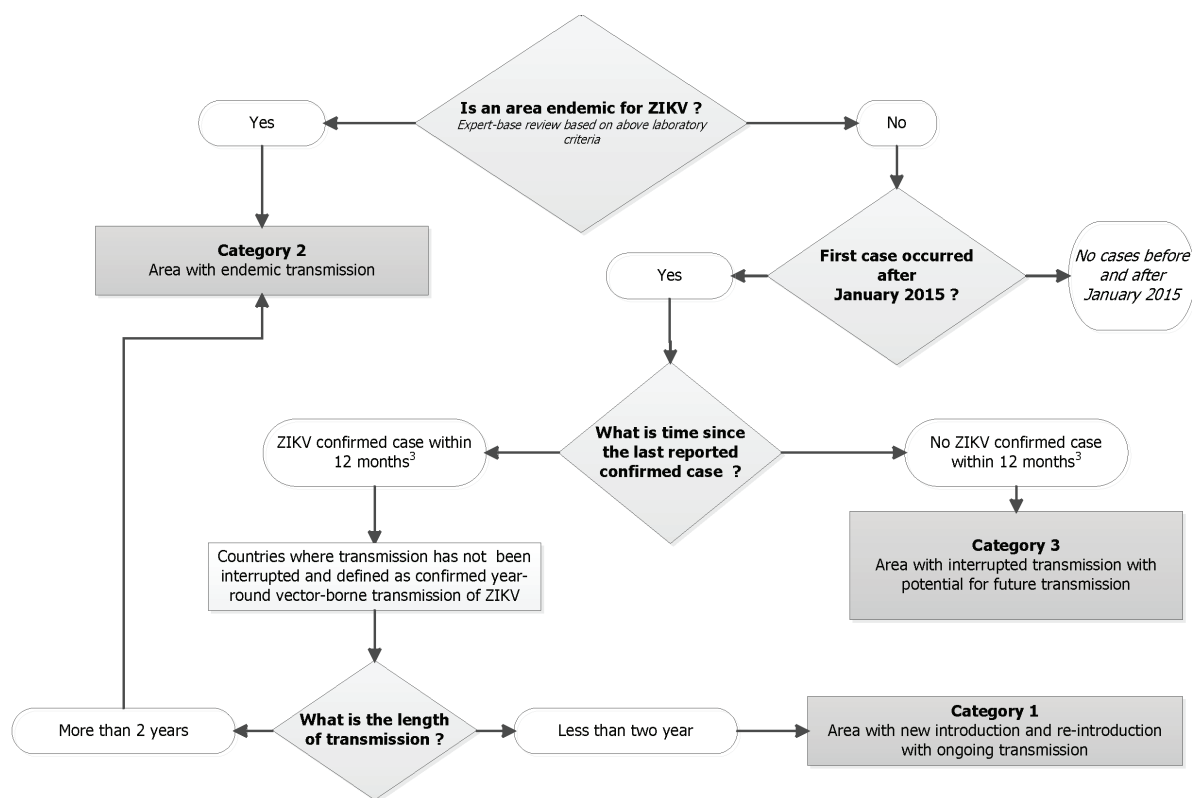 Is an area endemic for ZIKV ?
Expert-base review based on above laboratory
criteria
Yes
No
Category 2
Area with endemic transmission
First case occurred
after
January 2015 ?
Yes
No cases before
and after
January 2015
What is time since
the last reported
confirmed case  ?
ZIKV confirmed case within
12 months3
No ZIKV confirmed case
within 12 months3
Countries where transmission has not  been
interrupted and defined as confirmed year-
round vector-borne transmission of ZIKV
Category 3
Area with interrupted transmission with
potential for future transmission
What is the length
of transmission ?
More than 2 years
Less than two year
Category 1
Area with new introduction and re-introduction
with ongoing transmission